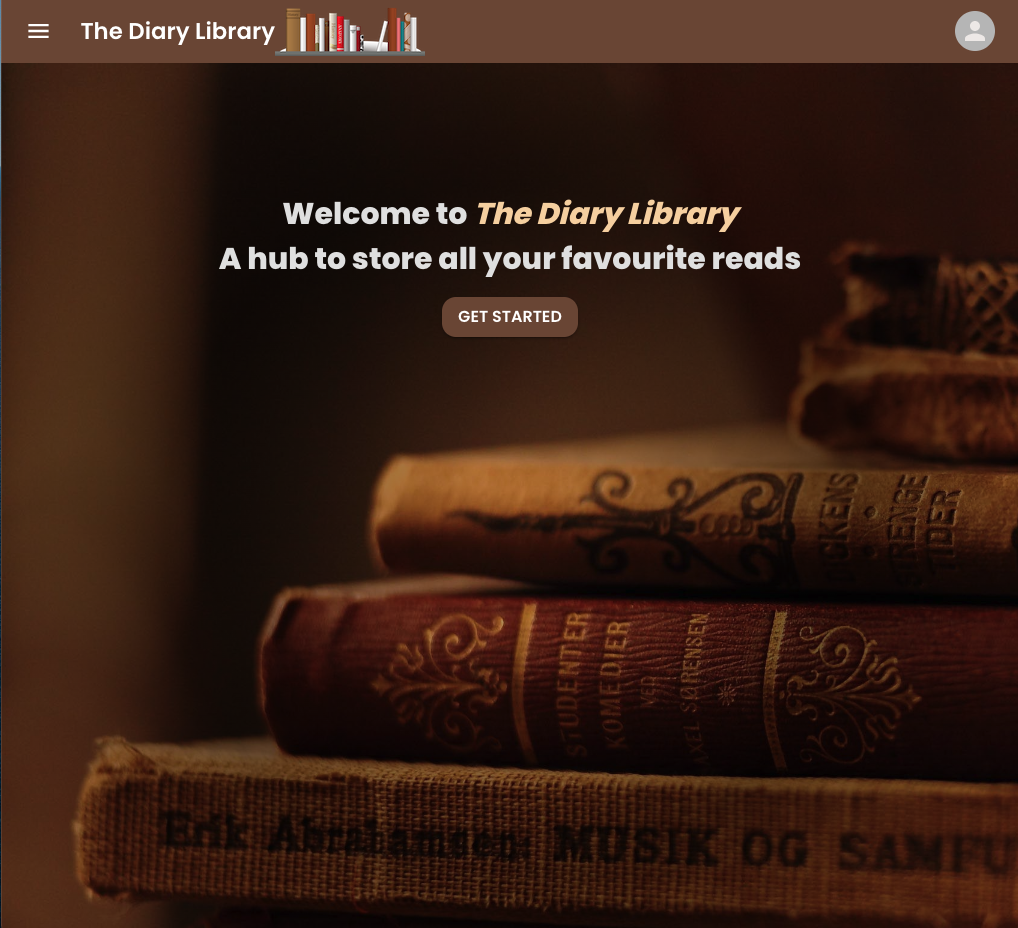 The Diary Library
Welcome to The Diary Library
A hub to store all your favourite reads
GET STARTED
STRENGE
TIDER
STUDENTER
KOMEDIER
VED
AXEL SØRENSEN
Erik Abrahamsen: MUSIK OG SAMFU